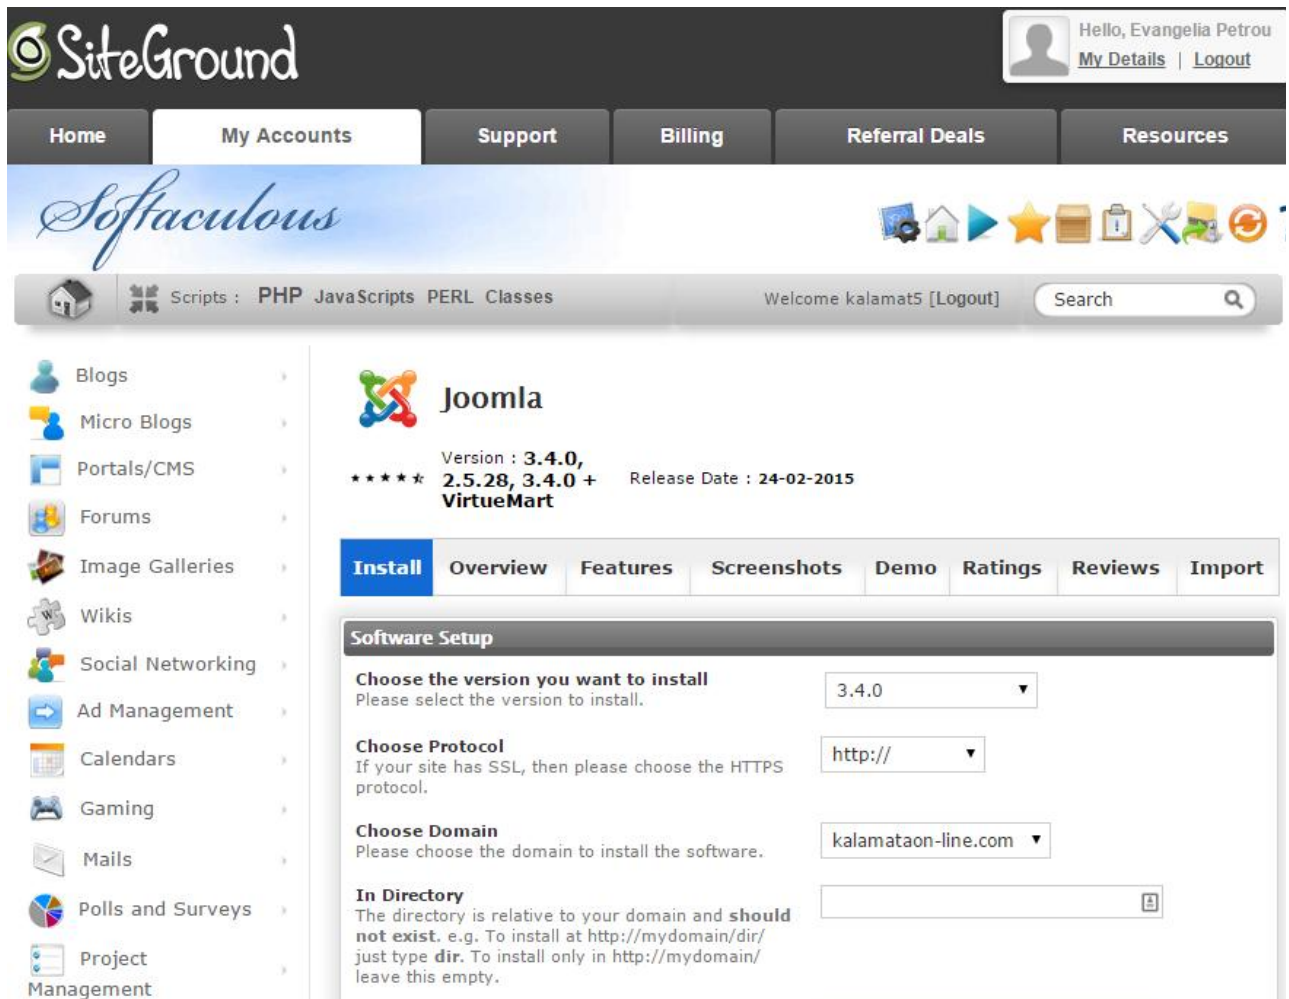 SiteGround
Hello, Evangelia Petrou
My Details | Logout
Home My Accounts Support Billing Referral Deals Resources
Softaculous
Scripts : PHP JavaScripts PERL Classes Welcome kalamat5 [Logout] Search
Blogs
Micro Blogs
Portals/CMS
Forums
Image Galleries
Wikis
Social Networking
Ad Management
Calendars
Gaming
Mails
Polls and Surveys
Project
Management
Joomla
Version : 3.4.0,
2.5.28, 3.4.0 +
VirtueMart
Release Date : 24-02-2015
Install Overview Features Screenshots Demo Ratings Reviews Import
Software Setup
Choose the version you want to install
Please select the version to install.
3.4.0
Choose Protocol
If your site has SSL, then please choose the HTTPS
protocol.
http://
Choose Domain
Please choose the domain to install the software.
kalamataon-line.com
In Directory
The directory is relative to your domain and should
not exist. e.g. To install at http://mydomain/dir/
just type dir. To install only in http://mydomain/
leave this empty.